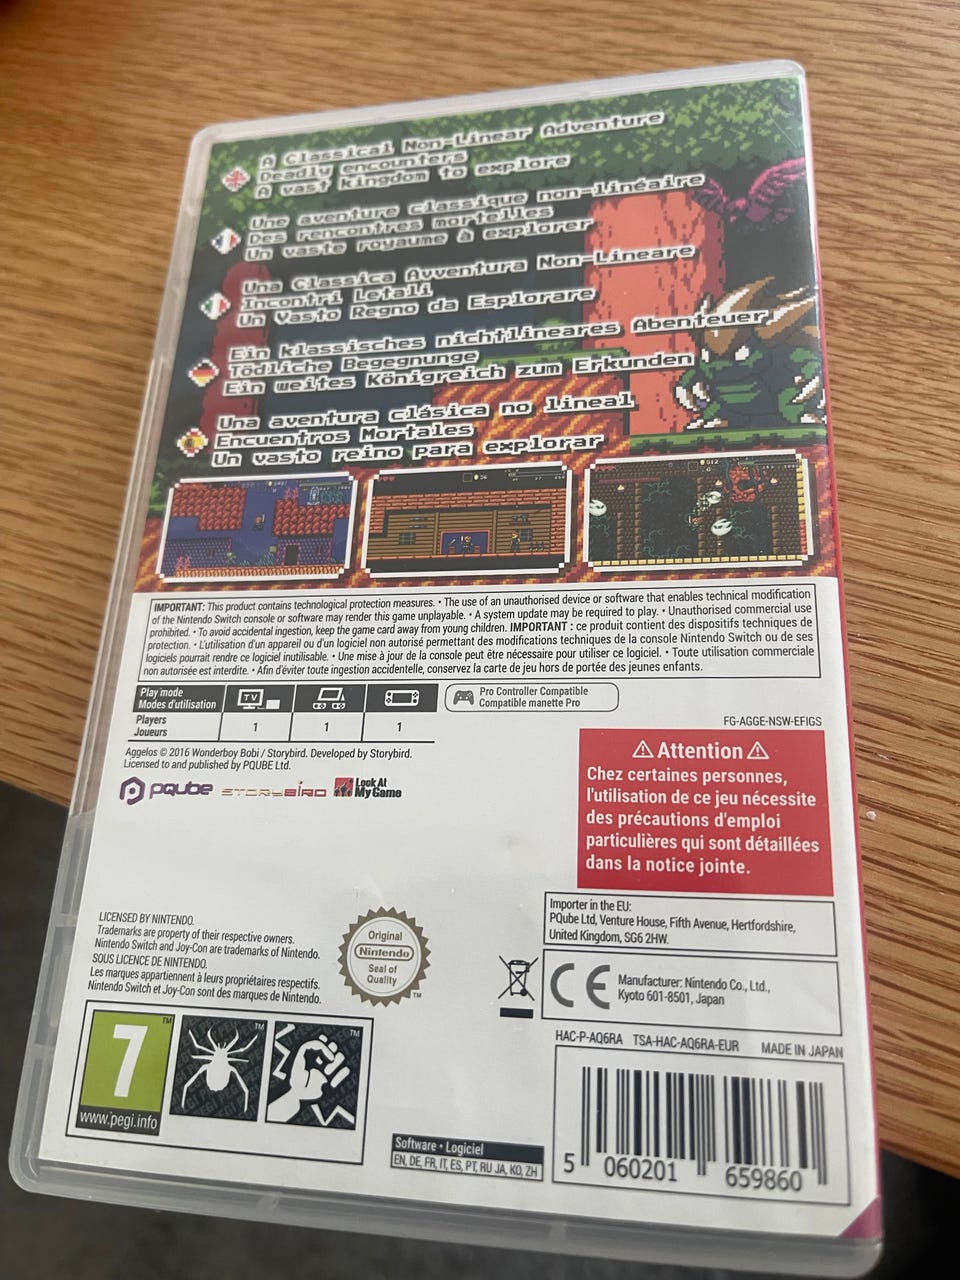 A Classical Non-Linear Adventure
Deadly encounters
A vast kingdom to explore
Une aventure classique non-linéaire
Des rencontres mortelles
Un vaste royaume à explorer
Una Classica Avventura Non-Lineare
Incontri Letali
Un Vasto Regno da Esplorare
Ein klassisches nichtlineares Abenteuer
Tödliche Begegnunge
Ein weites Königreich zum Erkunden
Una aventura clásica no lineal
Encuentros Mortales
Un vasto reino para explorar
IMPORTANT: This product contains technological protection measures. • The use of an unauthorised device or software that enables technical modification
of the Nintendo Switch console or software may render this game unplayable. • A system update may be required to play. • Unauthorised commercial use
prohibited. • To avoid accidental ingestion, keep the game card away from young children. IMPORTANT : ce produit contient des dispositifs techniques de
protection. • L'utilisation d'un appareil ou d'un logiciel non autorisé permettant des modifications techniques de la console Nintendo Switch ou de ses
logiciels pourrait rendre ce logiciel inutilisable. • Une mise à jour de la console peut être nécessaire pour utiliser ce logiciel. • Toute utilisation commerciale
non autorisée est interdite. • Afin d'éviter toute ingestion accidentelle, conservez la carte de jeu hors de portée des jeunes enfants.
Play mode
Modes d'utilisation
TV
Players
Joueurs
1 1 1
Pro Controller Compatible
Compatible manette Pro
FG-AGGE-NSW-EFIGS
Aggelos © 2016 Wonderboy Bobi / Storybird. Developed by Storybird.
Licensed to and published by PQUBE Ltd.
PQUBE
STORYBIRD
Look At
My Game
Attention
Chez certaines personnes,
l'utilisation de ce jeu nécessite
des précautions d'emploi
particulières qui sont détaillées
dans la notice jointe.
Importer in the EU:
PQube Ltd, Venture House, Fifth Avenue, Hertfordshire,
United Kingdom, SG6 2HW.
LICENSED BY NINTENDO.
Trademarks are property of their respective owners.
Nintendo Switch and Joy-Con are trademarks of Nintendo.
SOUS LICENCE DE NINTENDO.
Les marques appartiennent à leurs propriétaires respectifs.
Nintendo Switch et Joy-Con sont des marques de Nintendo.
Original
Nintendo
Seal of
Quality
TM
CE
Manufacturer: Nintendo Co., Ltd.,
Kyoto 601-8501, Japan
HAC-P-AQ6RA TSA-HAC-AQ6RA-EUR MADE IN JAPAN
7
TM
TM
TM
www.pegi.info
Software • Logiciel
EN, DE, FR, IT, ES, PT, RU JA, KO, ZH
5 060201 659860